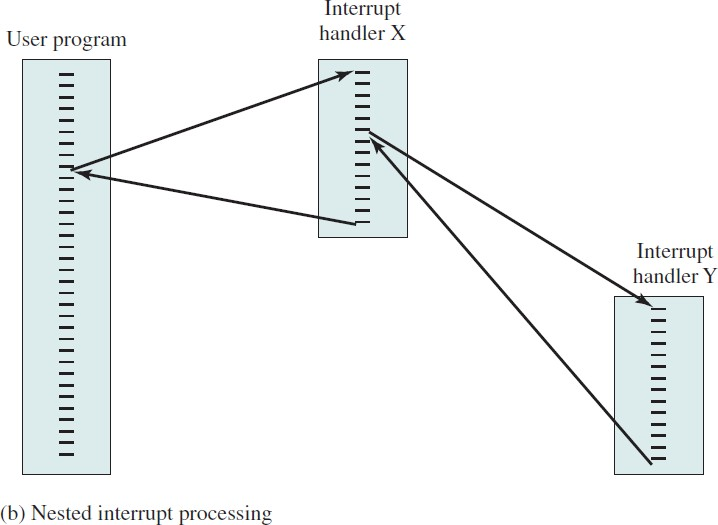 User program
Interrupt
handler X
Interrupt
handler Y
(b) Nested interrupt processing